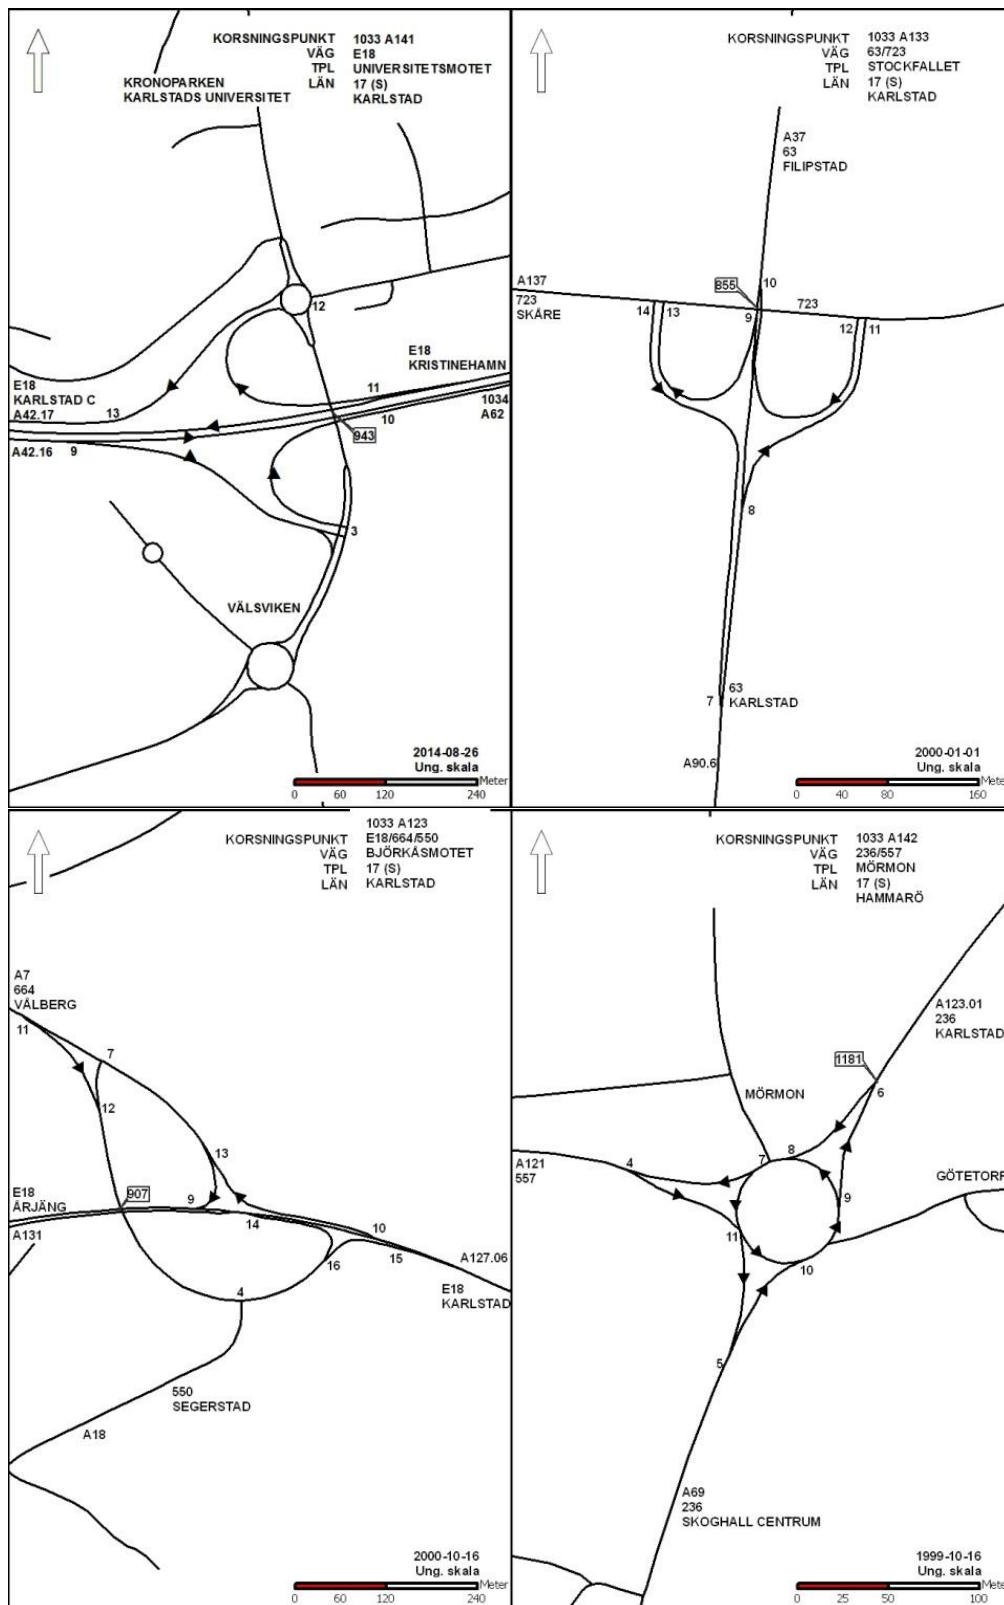 KORSNINGSPUNKT 1033 A141
VÄG E18
TPL UNIVERSITETSMOTET
LÄN 17 (S)
KARLSTAD
KRONOPARKEN
KARLSTADS UNIVERSITET
12
E18
KRISTINEHAMN
E18
KARLSTAD C
A42.17
13
11
10
1034
A62
943
A42.16
9
3
VÄLSVIKEN
2014-08-26
Ung. skala
Meter
0 60 120 240
KORSNINGSPUNKT 1033 A133
VÄG 63/723
TPL STOCKFALLET
LÄN 17 (S)
KARLSTAD
A37
63
FILIPSTAD
A137
723
SKÅRE
855
10
723
14 13
9
12 11
8
7
63
KARLSTAD
A90.6
2000-01-01
Ung. skala
Meter
0 40 80 160
KORSNINGSPUNKT 1033 A123
VÄG E18/664/550
TPL BJÖRKÅSMOTET
LÄN 17 (S)
KARLSTAD
A7
664
VÅLBERG
11
7
12
13
E18
ÅRJÄNG
A131
907
9
14
10
15
16
A127.06
E18
KARLSTAD
4
550
SEGERSTAD
A18
2000-10-16
Ung. skala
Meter
0 60 120 240
KORSNINGSPUNKT 1033 A142
VÄG 236/557
TPL MÖRMON
LÄN 17 (S)
HAMMARÖ
A123.01
236
KARLSTAD
1181
6
MÖRMON
8
7
A121
557
4
GÖTETORP
9
11
10
5
A69
236
SKOGHALL CENTRUM
1999-10-16
Ung. skala
Meter
0 25 50 100